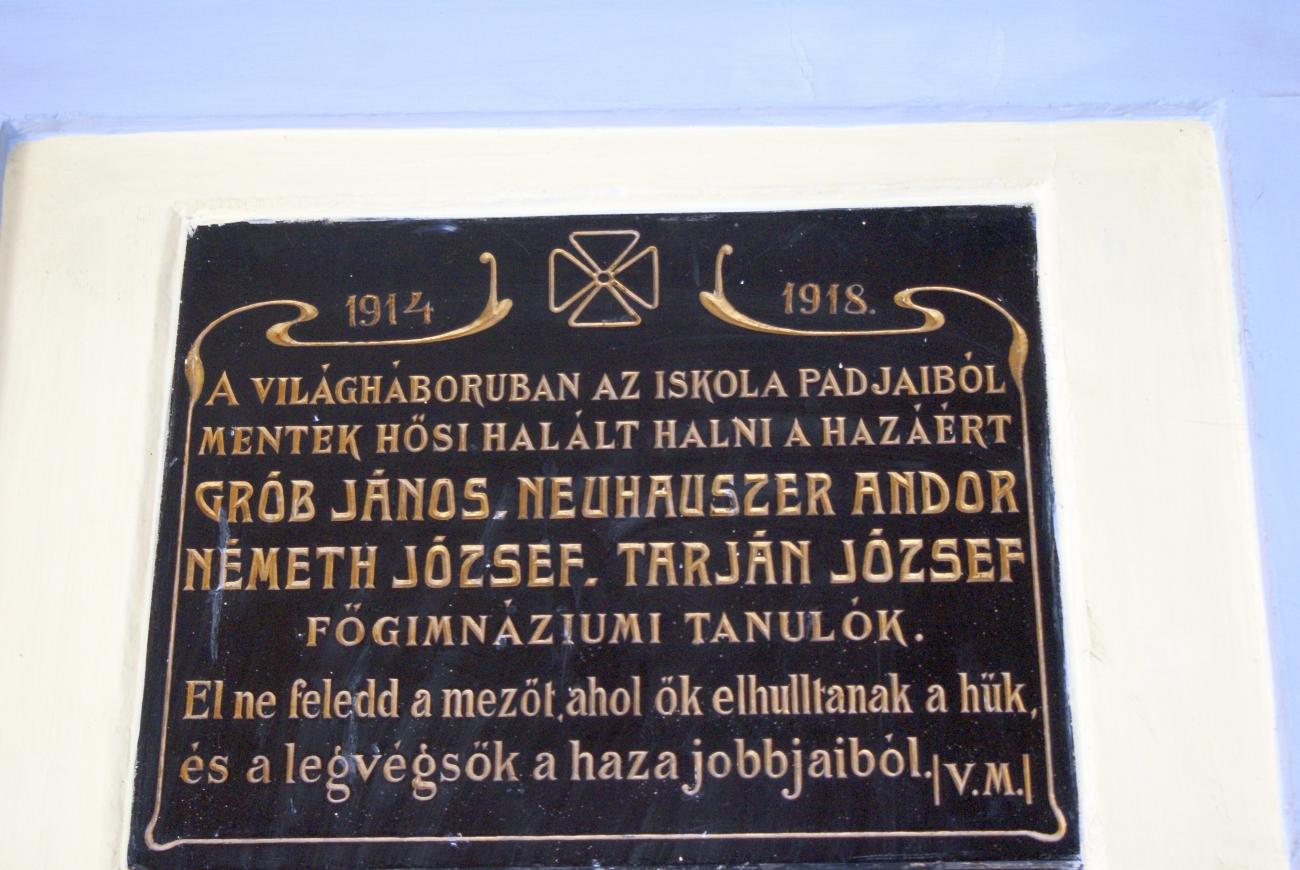 1914 1918.
A VILÁGHÁBORUBAN AZ ISKOLA PADJAIBÓL
MENTEK HŐSI HALÁLT HALNI A HAZÁÉRT
GRÓB JÁNOS. NEUHAUSZER ANDOR
NÉMETH JÓZSEF. TARJÁN JÓZSEF
FŐGIMNÁZIUMI TANULÓK.
El ne feledd a mezőt, ahol ők elhulltanak a hük,
és a legvégsők a haza jobbjaiból. |V.M.|